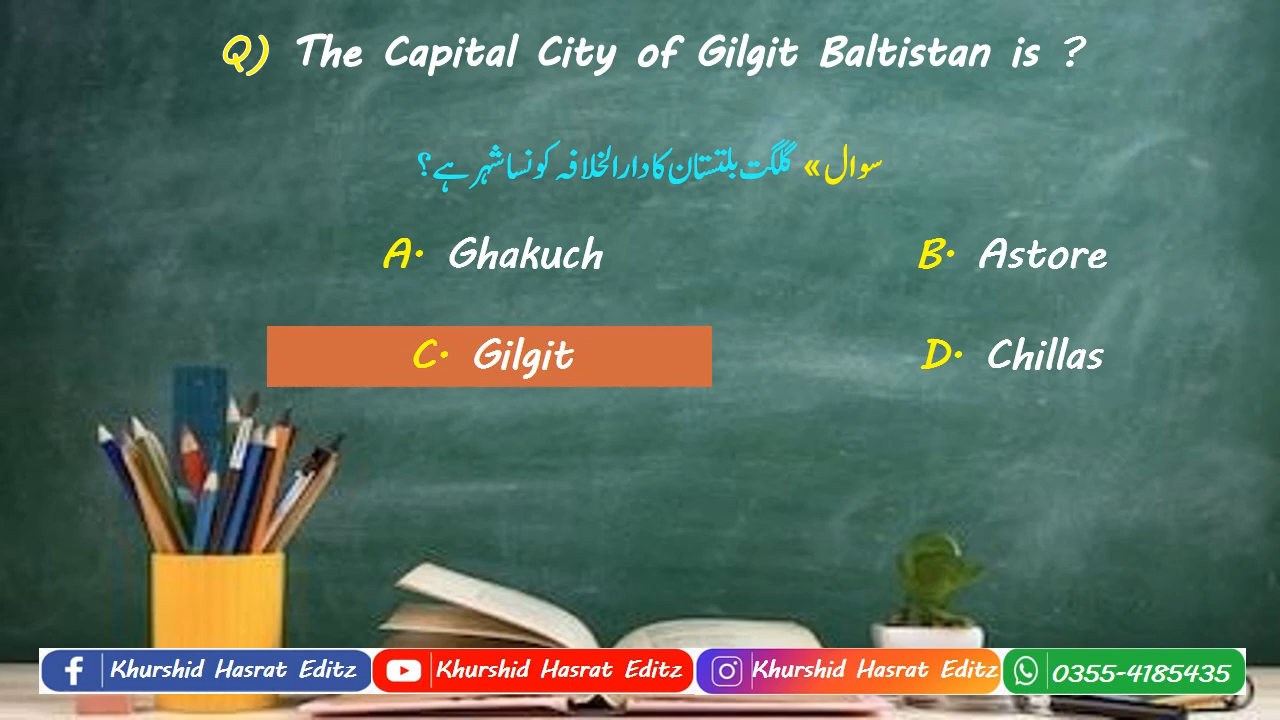 Q) The Capital City of Gilgit Baltistan is ?
سوال » گلگت بلتستان کا دارالخلافہ کونسا شہر ہے؟
A. Ghakuch
B. Astore
C. Gilgit
D. Chillas
Khurshid Hasrat Editz
Khurshid Hasrat Editz
Khurshid Hasrat Editz
0355-4185435